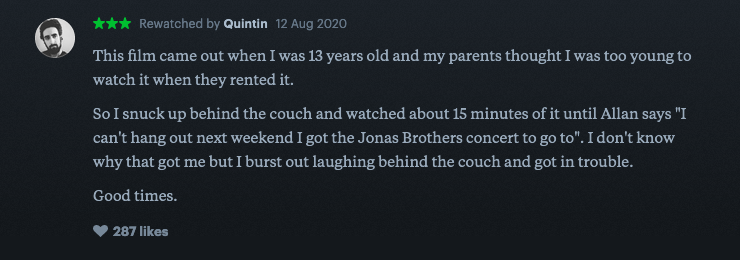 ★★★ Rewatched by Quintin 12 Aug 2020
This film came out when I was 13 years old and my parents thought I was too young to
watch it when they rented it.
So I snuck up behind the couch and watched about 15 minutes of it until Allan says "I
can't hang out next weekend I got the Jonas Brothers concert to go to". I don't know
why that got me but I burst out laughing behind the couch and got in trouble.
Good times.
287 likes